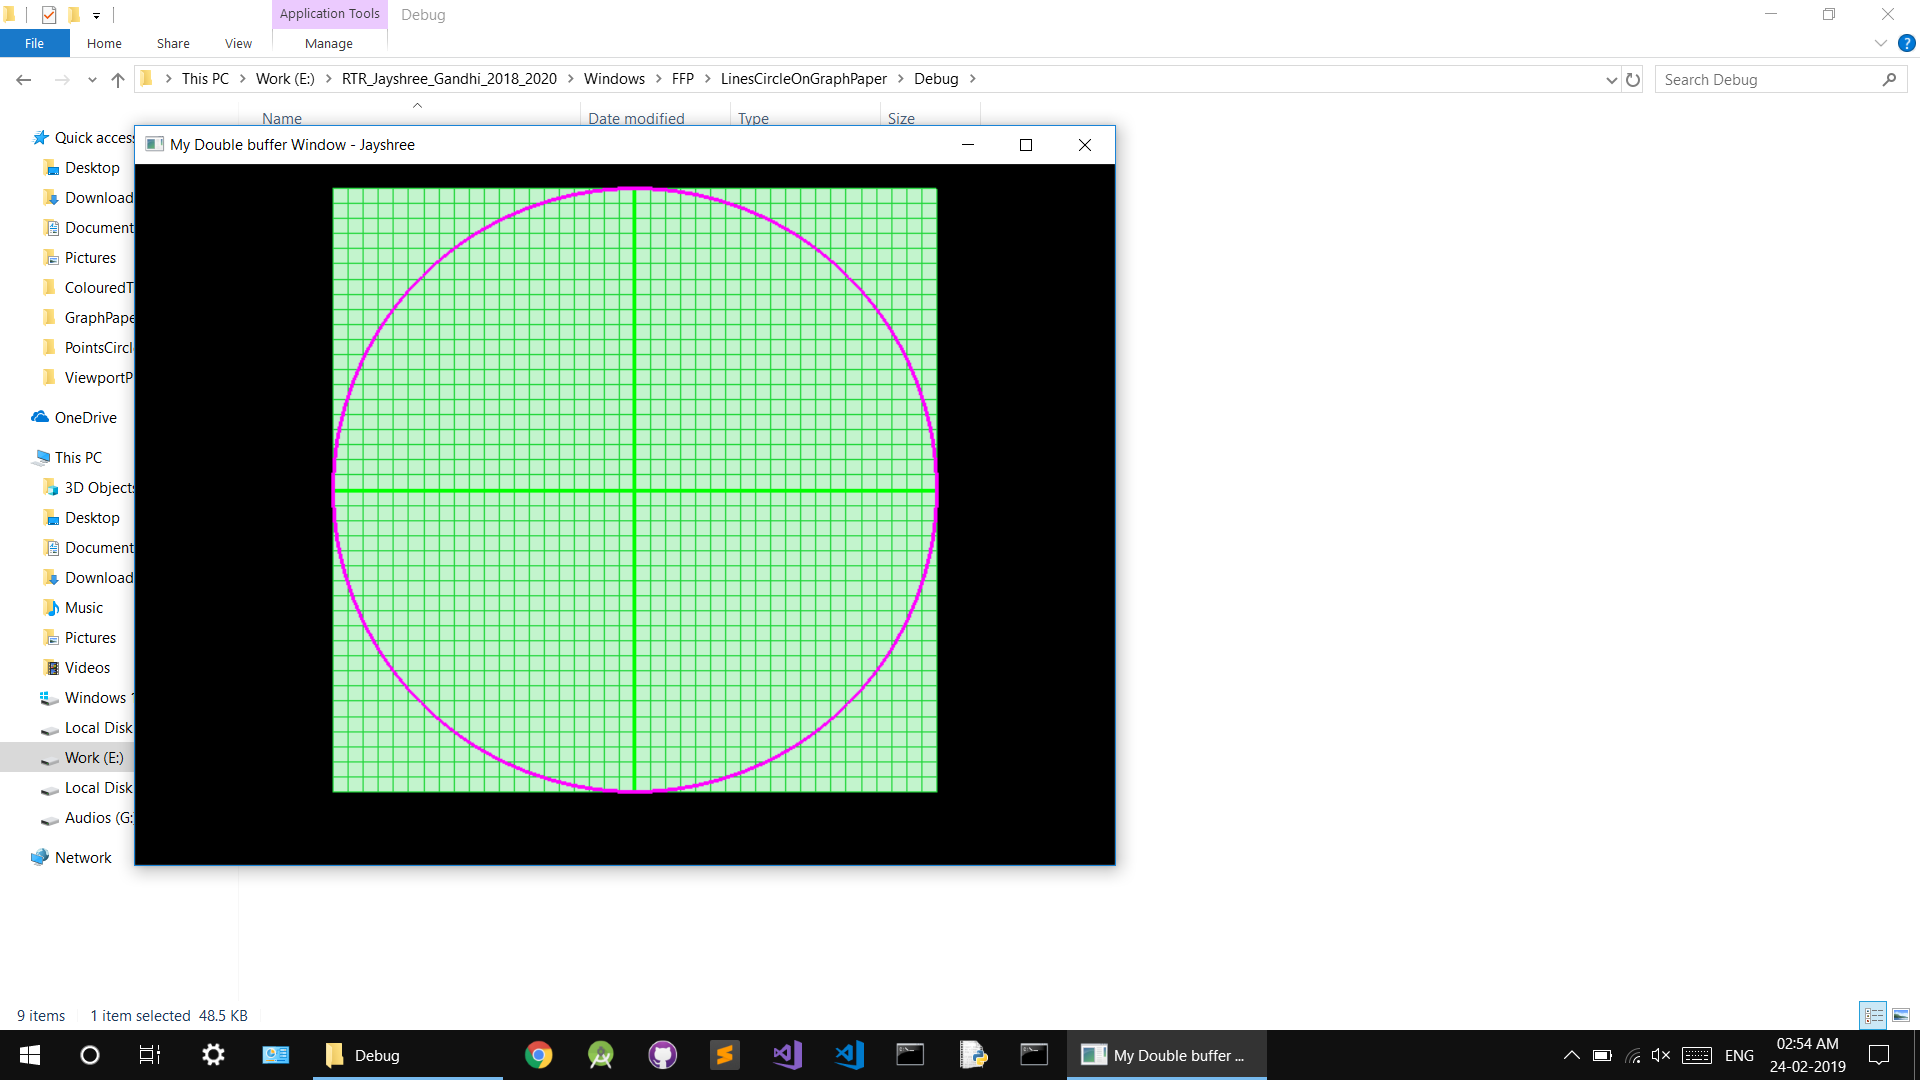 Application Tools
Debug
File
Home
Share
View
Manage
This PC
Work (E:)
RTR_Jayshree_Gandhi_2018_2020
Windows
FFP
LinesCircleOnGraphPaper
Debug
Search Debug
Name
Date modified
Type
Size
My Double buffer Window - Jayshree
Quick access
Desktop
Download
Document
Pictures
ColouredT
GraphPape
PointsCircl
ViewportP
OneDrive
This PC
3D Objects
Desktop
Document
Download
Music
Pictures
Videos
Windows 1
Local Disk
Work (E:)
Local Disk
Audios (G:
Network
9 items
1 item selected 48.5 KB
Debug
My Double buffer ...
ENG
02:54 AM
24-02-2019